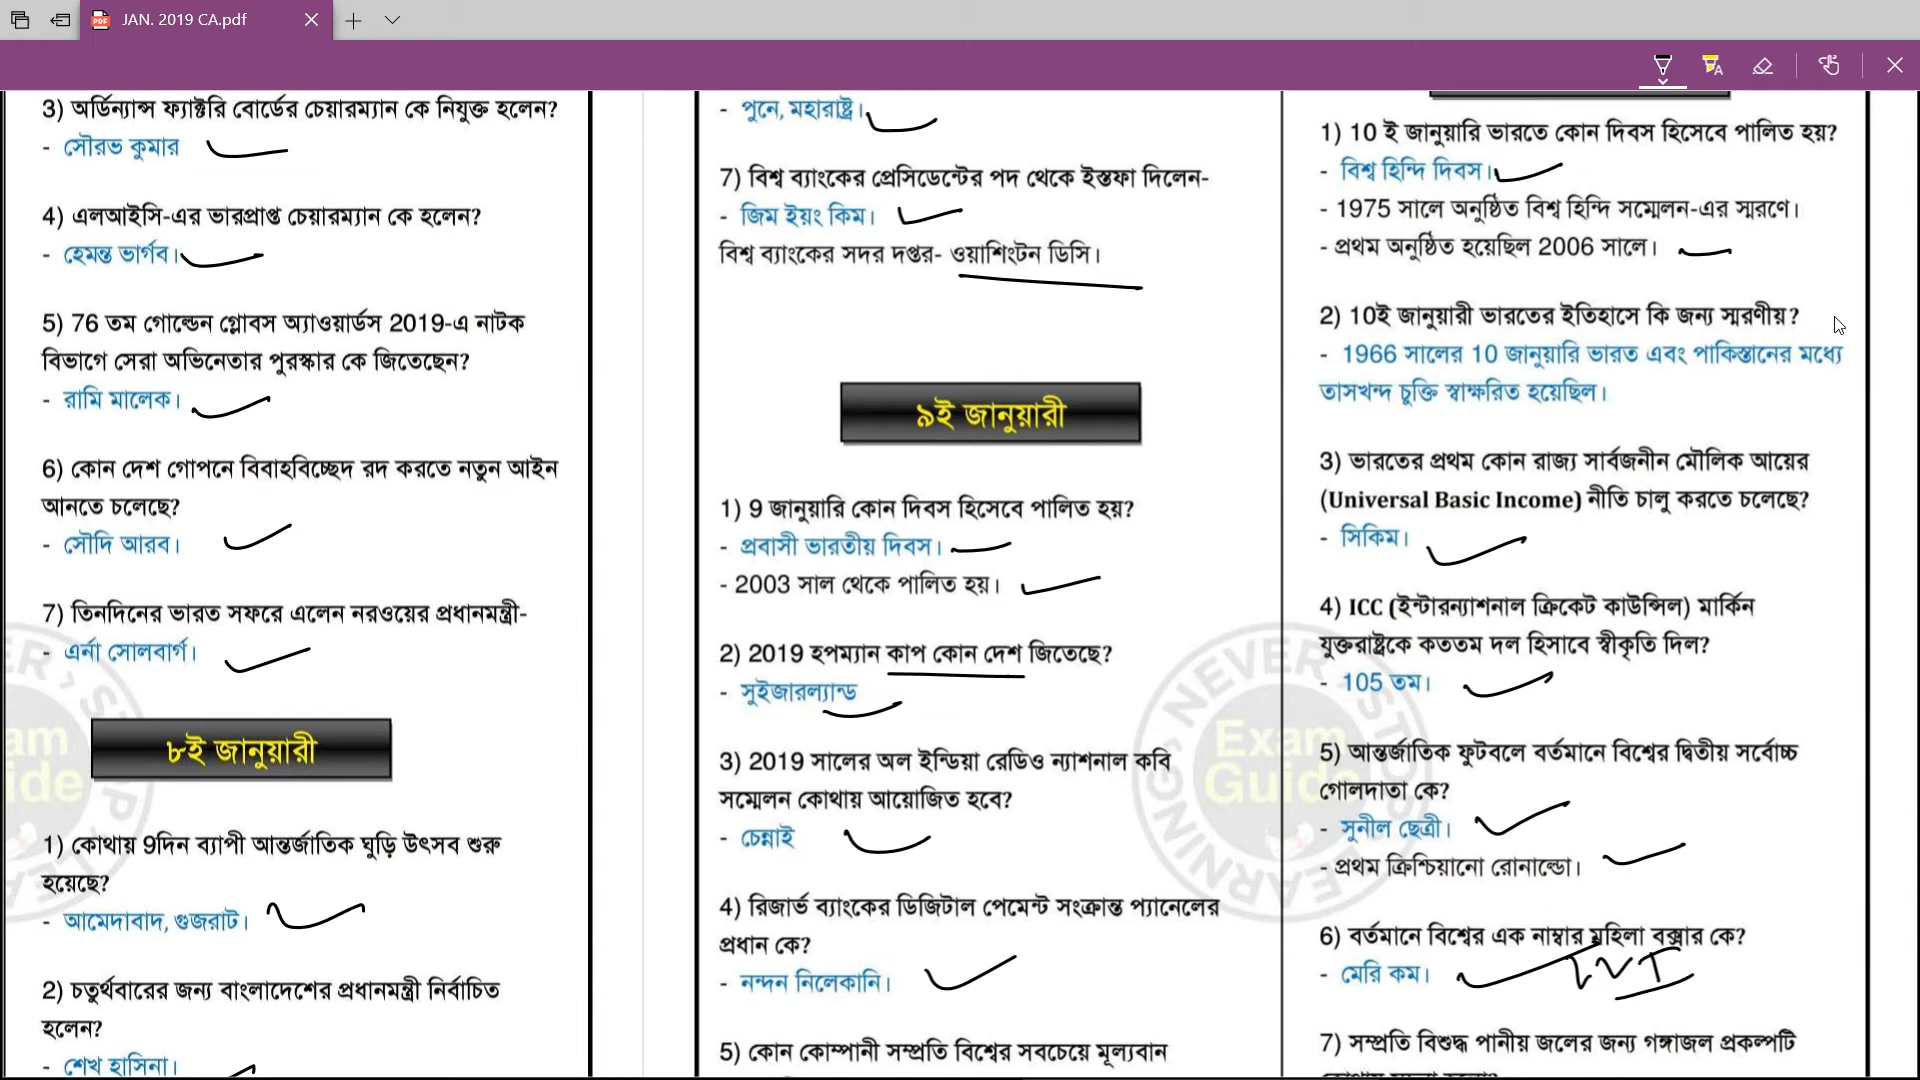 JAN. 2019 CA.pdf
3) অর্ডিন্যান্স ফ্যাক্টরি বোর্ডের চেয়ারম্যান কে নিযুক্ত হলেন?
- সৌরভ কুমার
4) এলআইসি-এর ভারপ্রাপ্ত চেয়ারম্যান কে হলেন?
- হেমন্ত ভার্গব।
5) 76 তম গোল্ডেন গ্লোবস অ্যাওয়ার্ডস 2019-এ নাটক
বিভাগে সেরা অভিনেতার পুরস্কার কে জিতেছেন?
- রামি মালেক।
6) কোন দেশ গোপনে বিবাহবিচ্ছেদ রদ করতে নতুন আইন
আনতে চলেছে?
- সৌদি আরব।
7) তিনদিনের ভারত সফরে এলেন নরওয়ের প্রধানমন্ত্রী-
- এর্না সোলবার্গ।
৮ই জানুয়ারী
1) কোথায় 9দিন ব্যাপী আন্তর্জাতিক ঘুড়ি উৎসব শুরু
হয়েছে?
- আমেদাবাদ, গুজরাট।
2) চতুর্থবারের জন্য বাংলাদেশের প্রধানমন্ত্রী নির্বাচিত
হলেন?
- শেখ হাসিনা।
- পুনে, মহারাষ্ট্র।
7) বিশ্ব ব্যাংকের প্রেসিডেন্টের পদ থেকে ইস্তফা দিলেন-
- জিম ইয়ং কিম।
বিশ্ব ব্যাংকের সদর দপ্তর- ওয়াশিংটন ডিসি।
৯ই জানুয়ারী
1) 9 জানুয়ারি কোন দিবস হিসেবে পালিত হয়?
- প্রবাসী ভারতীয় দিবস।
- 2003 সাল থেকে পালিত হয়।
2) 2019 হপম্যান কাপ কোন দেশ জিতেছে?
- সুইজারল্যান্ড
3) 2019 সালের অল ইন্ডিয়া রেডিও ন্যাশনাল কবি
সম্মেলন কোথায় আয়োজিত হবে?
- চেন্নাই
4) রিজার্ভ ব্যাংকের ডিজিটাল পেমেন্ট সংক্রান্ত প্যানেলের
প্রধান কে?
- নন্দন নিলেকানি।
5) কোন কোম্পানী সম্প্রতি বিশ্বের সবচেয়ে মূল্যবান
1) 10 ই জানুয়ারি ভারতে কোন দিবস হিসেবে পালিত হয়?
- বিশ্ব হিন্দি দিবস।
- 1975 সালে অনুষ্ঠিত বিশ্ব হিন্দি সম্মেলন-এর স্মরণে।
- প্রথম অনুষ্ঠিত হয়েছিল 2006 সালে।
2) 10ই জানুয়ারী ভারতের ইতিহাসে কি জন্য স্মরণীয়?
- 1966 সালের 10 জানুয়ারি ভারত এবং পাকিস্তানের মধ্যে
তাসখন্দ চুক্তি স্বাক্ষরিত হয়েছিল।
3) ভারতের প্রথম কোন রাজ্য সার্বজনীন মৌলিক আয়ের
(Universal Basic Income) নীতি চালু করতে চলেছে?
- সিকিম।
4) ICC (ইন্টারন্যাশনাল ক্রিকেট কাউন্সিল) মার্কিন
যুক্তরাষ্ট্রকে কততম দল হিসাবে স্বীকৃতি দিল?
- 105 তম।
5) আন্তর্জাতিক ফুটবলে বর্তমানে বিশ্বের দ্বিতীয় সর্বোচ্চ
গোলদাতা কে?
- সুনীল ছেত্রী।
- প্রথম ক্রিশ্চিয়ানো রোনাল্ডো।
6) বর্তমানে বিশ্বের এক নাম্বার মহিলা বক্সার কে?
- মেরি কম।
7) সম্প্রতি বিশুদ্ধ পানীয় জলের জন্য গঙ্গাজল প্রকল্পটি
NEVER STOP LEARNING
Exam
Guide